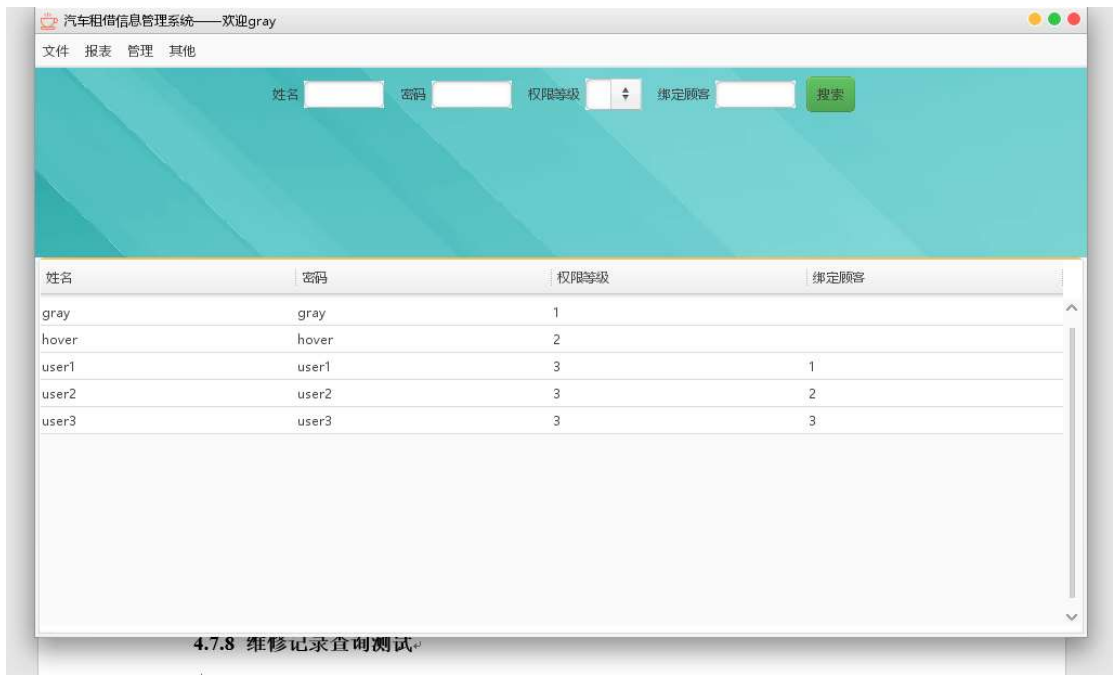 汽车租借信息管理系统——欢迎gray
文件 报表 管理 其他
姓名 密码 权限等级 绑定顾客 搜索
姓名 密码 权限等级 绑定顾客
gray gray 1
hover hover 2
user1 user1 3 1
user2 user2 3 2
user3 user3 3 3
4.7.8 维修记录查询测试